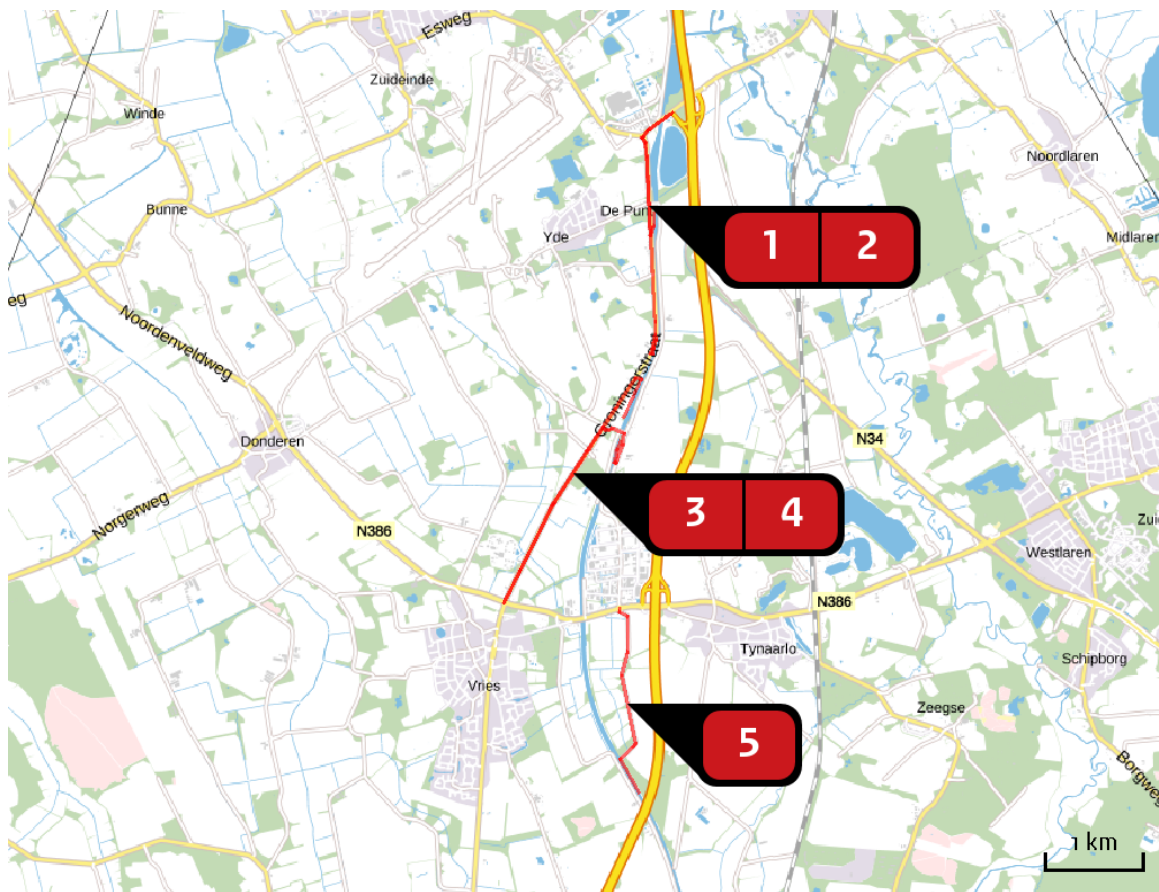 Esweg
Zuideinde
Winde
Noordlaren
Bunne
De Pun
Yde
1 2
Midlaren
eg
Noordenveldweg
Groningerstraat
Donderen
N34
Norgerweg
3 4
N386
Zui
Westlaren
N386
Tynaarlo
Schipborg
Vries
Zeegse
5
Borgweg
1 km